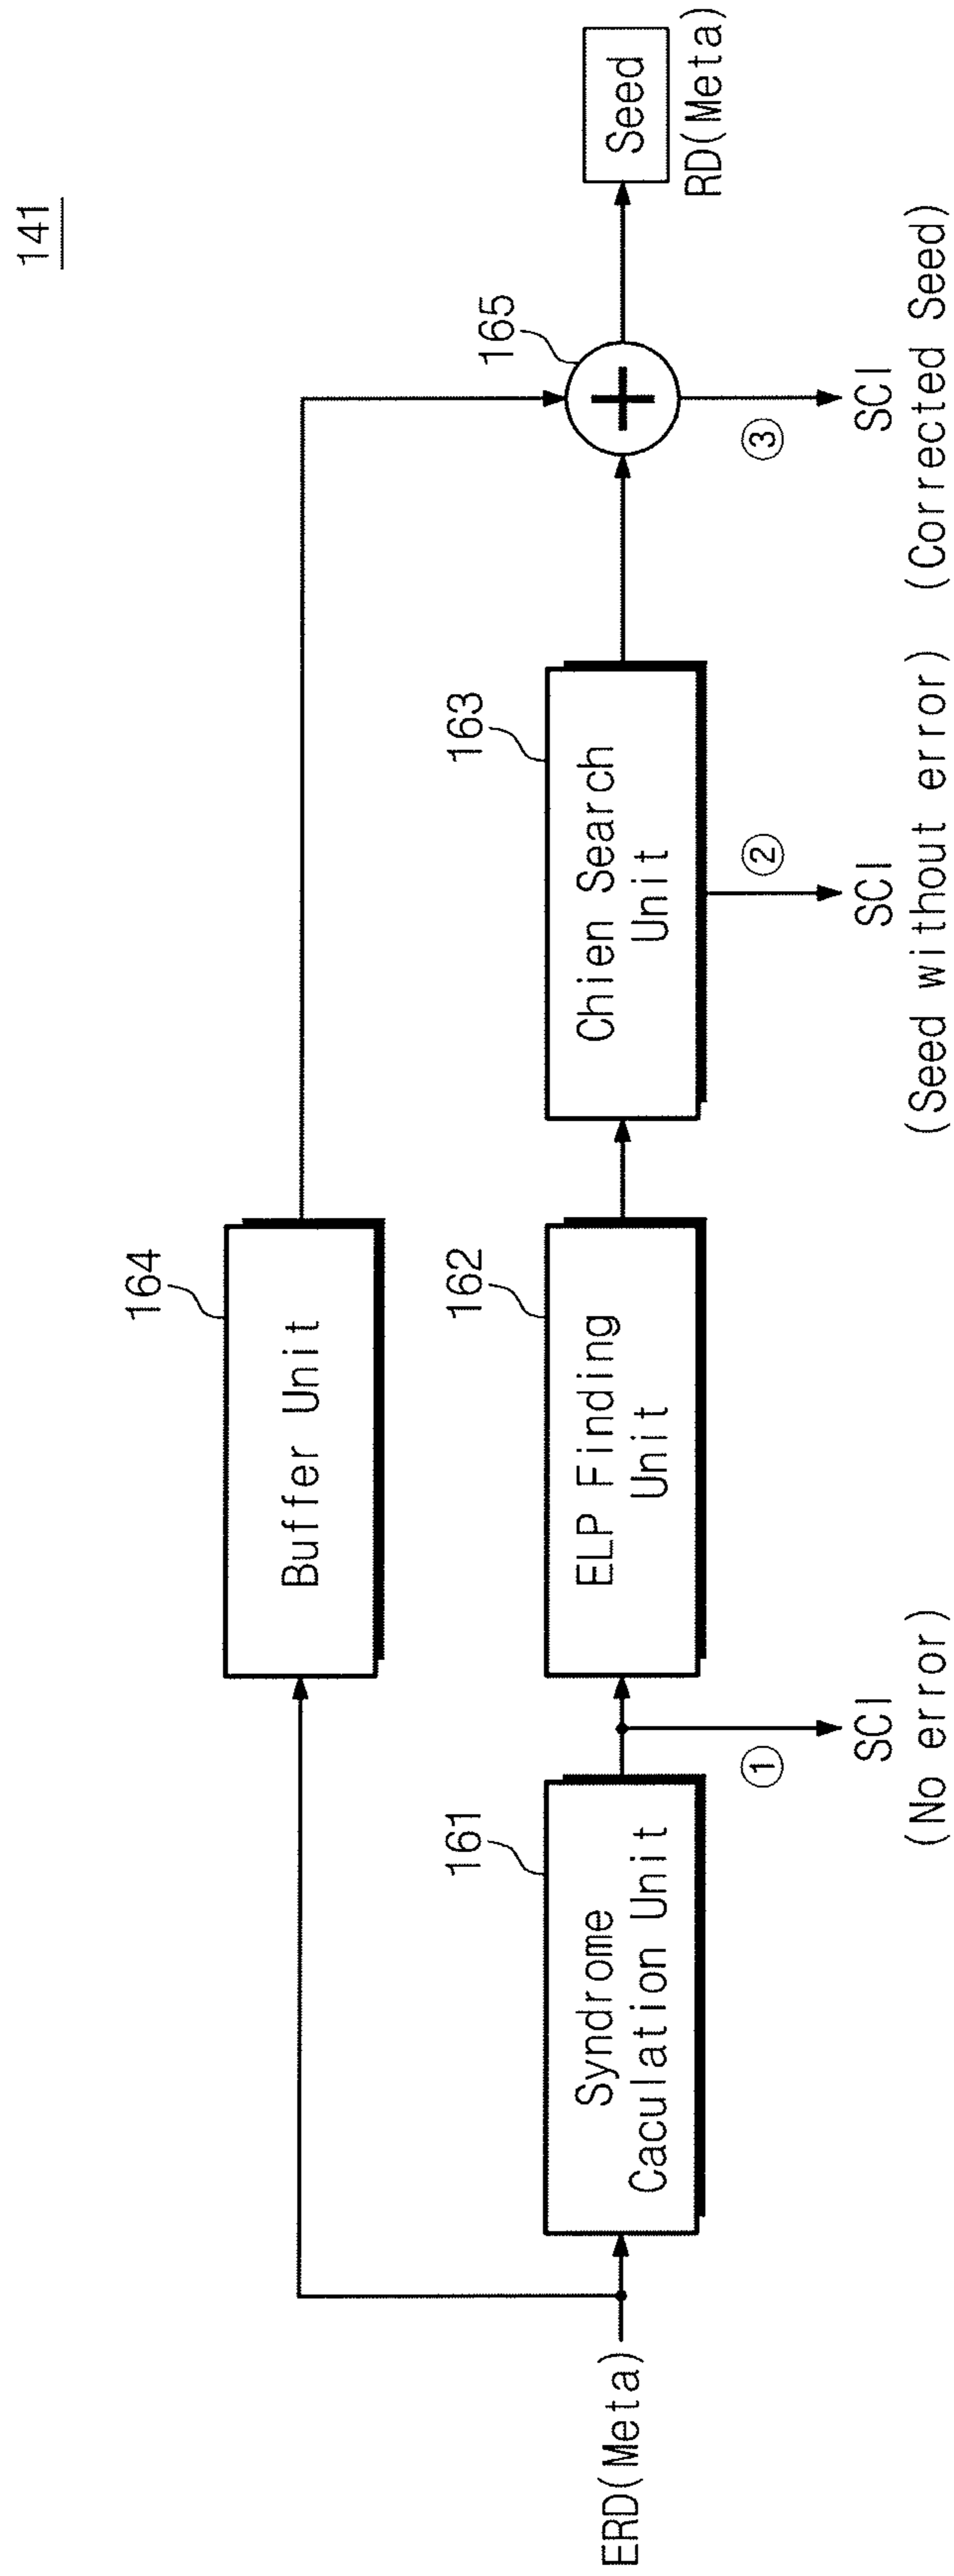 141
164
Buffer Unit
ERD(Meta)
161
Syndrome
Caculation Unit
①
SCI
(No error)
162
ELP Finding
Unit
163
Chien Search
Unit
②
SCI
(Seed without error)
165
+
③
SCI
(Corrected Seed)
Seed
RD(Meta)